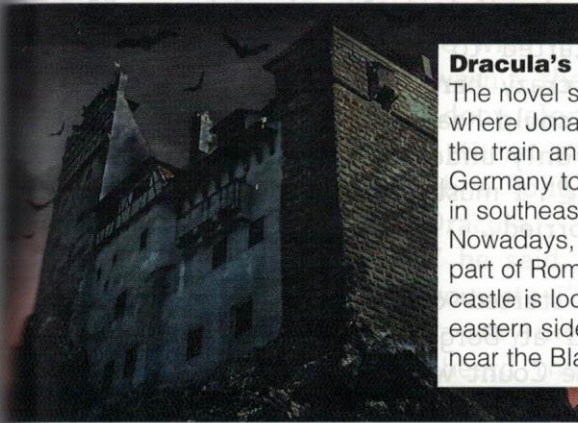 Dracula's
The novel s
where Jona
the train an
Germany to
in southeas
Nowadays,
part of Rom
castle is loc
eastern side
near the Bla